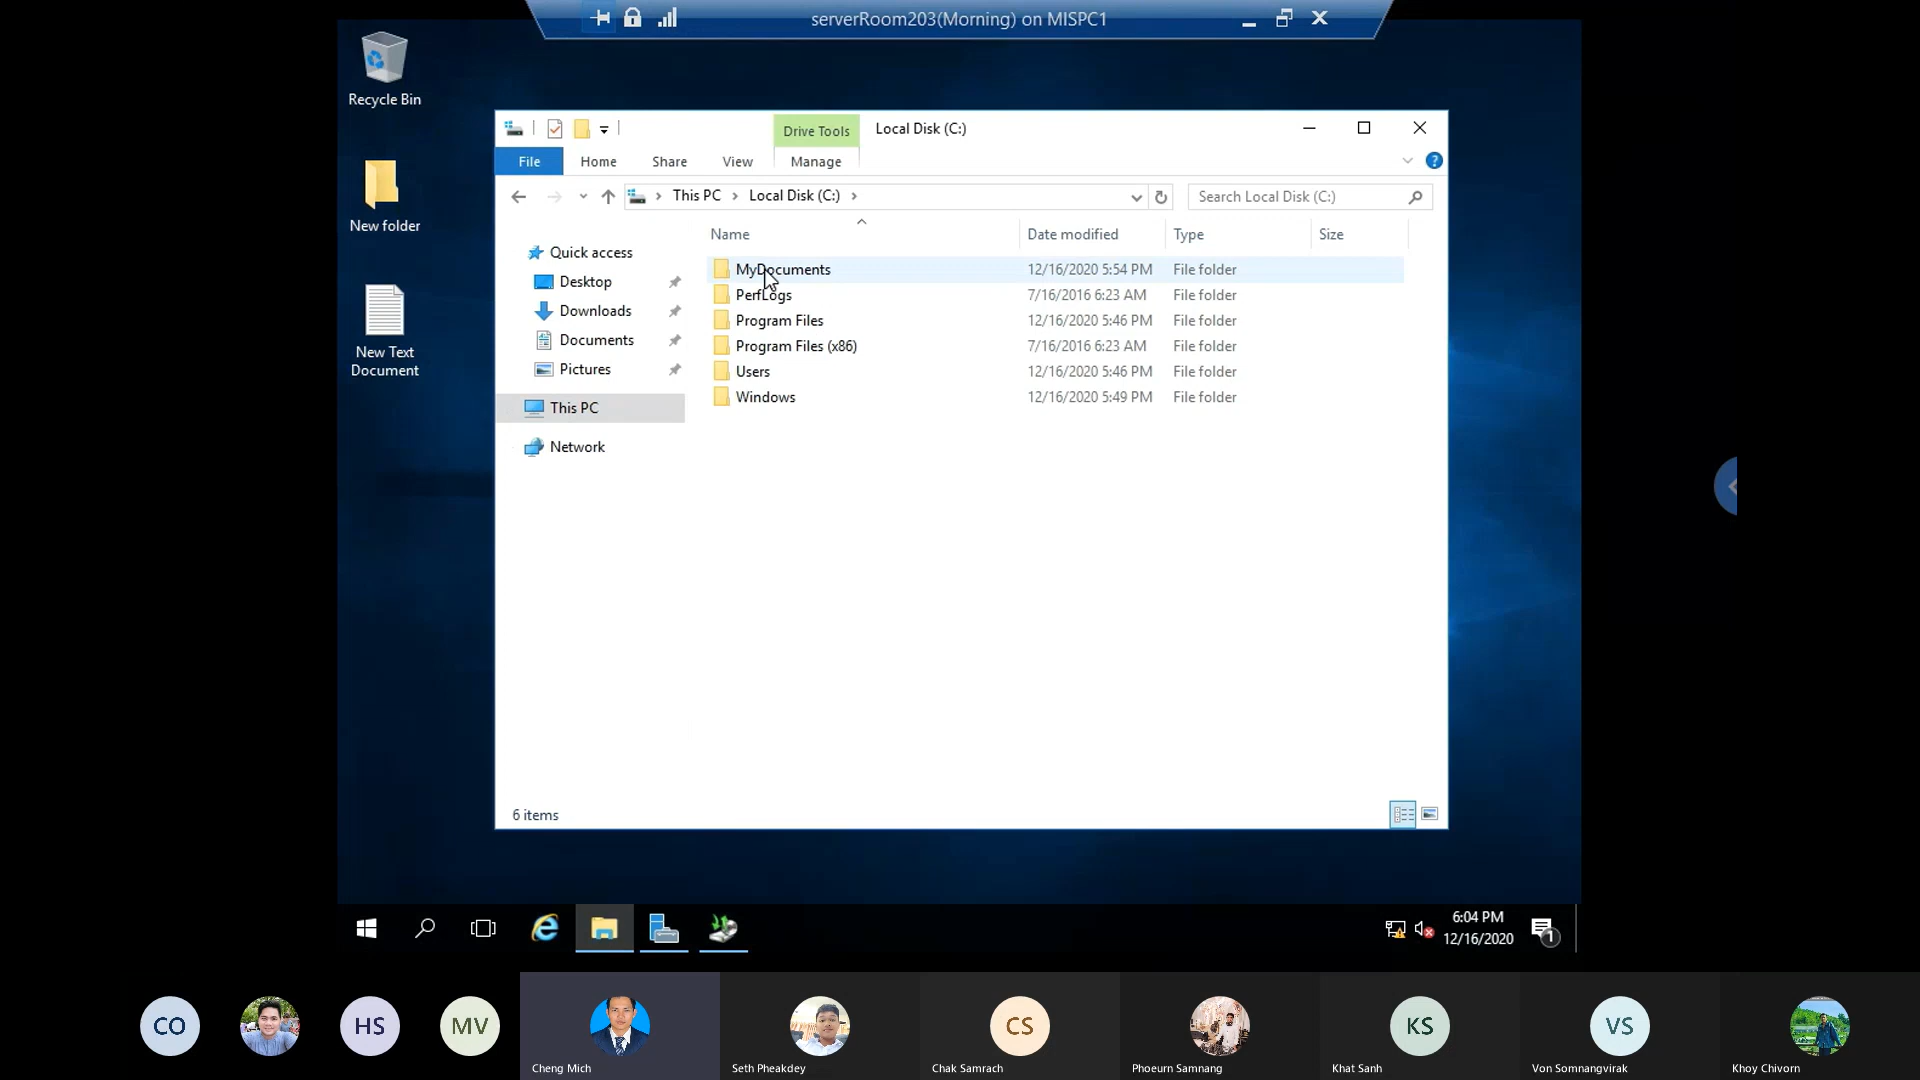 serverRoom203(Morning) on MISPC1
Recycle Bin
New folder
New Text
Document
Drive Tools
Local Disk (C:)
File
Home
Share
View
Manage
This PC
Local Disk (C:)
Search Local Disk (C:)
Name
Date modified
Type
Size
Quick access
Desktop
Downloads
Documents
Pictures
This PC
Network
MyDocuments 12/16/2020 5:54 PM File folder
PerfLogs 7/16/2016 6:23 AM File folder
Program Files 12/16/2020 5:46 PM File folder
Program Files (x86) 7/16/2016 6:23 AM File folder
Users 12/16/2020 5:46 PM File folder
Windows 12/16/2020 5:49 PM File folder
6 items
6:04 PM
12/16/2020
1
CO
HS
MV
CS
KS
VS
Cheng Mich
Seth Pheakdey
Chak Samrach
Phoeurn Samnang
Khat Sanh
Von Somnangvirak
Khoy Chivorn